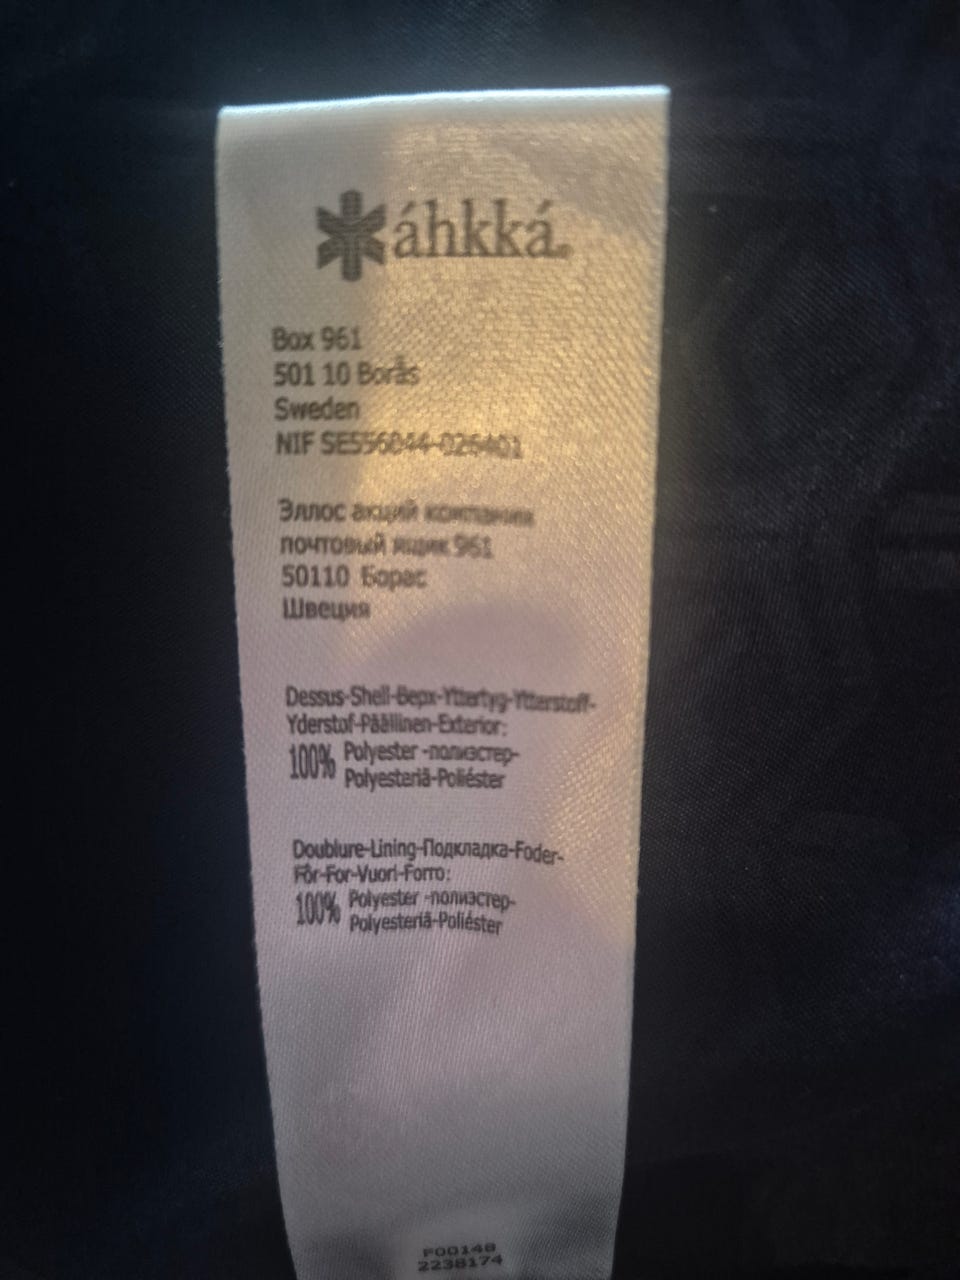 áhkká®
Box 961
501 10 Borås
Sweden
NIF SE556044-026401
Эллос акций компании
почтовый ящик 961
50110 Борас
Швеция
Dessus-Shell-Верх-Yttertyg-Ytterstoff-
Yderstof-Päällinen-Exterior:
100% Polyester -полиэстер-
Polyesteriä-Poliéster
Doublure-Lining-Подкладка-Foder-
Fôr-For-Vuori-Forro:
100% Polyester -полиэстер-
Polyesteriä-Poliéster
F00148
2238174